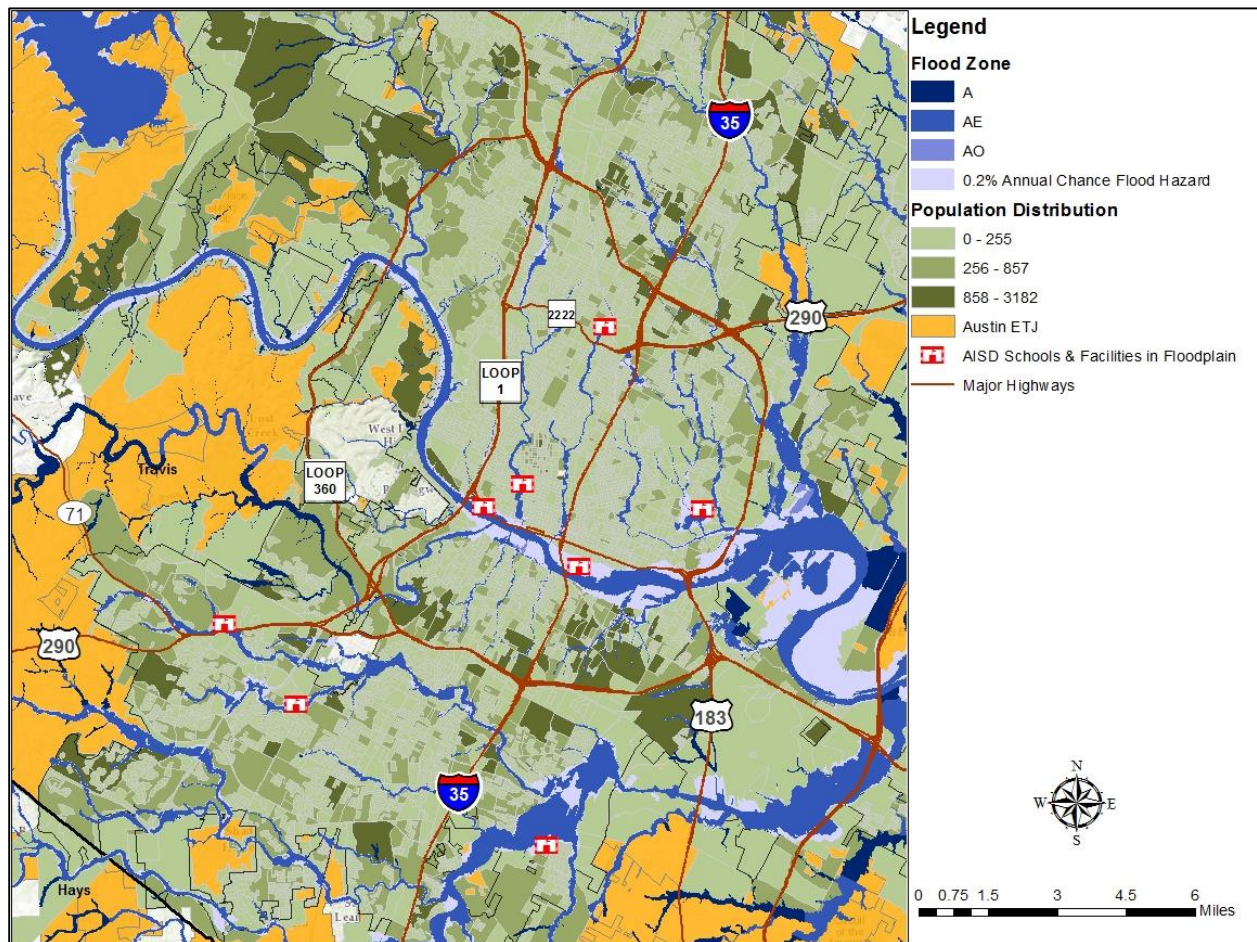 35
2222
290
LOOP
1
West
Travis
LOOP
360
71
290
183
35
Hays
Legend
Flood Zone
A
AE
AO
0.2% Annual Chance Flood Hazard
Population Distribution
0 - 255
256 - 857
858 - 3182
Austin ETJ
AISD Schools & Facilities in Floodplain
Major Highways
N
W E
S
0 0.75 1.5 3 4.5 6
Miles